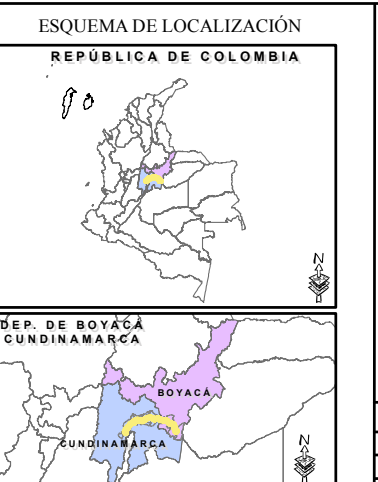 ESQUEMA DE LOCALIZACIÓN
REPÚBLICA DE COLOMBIA
N
DEP. DE BOYACÁ
CUNDINAMARCA
BOYACÁ
CUNDINAMARCA
N